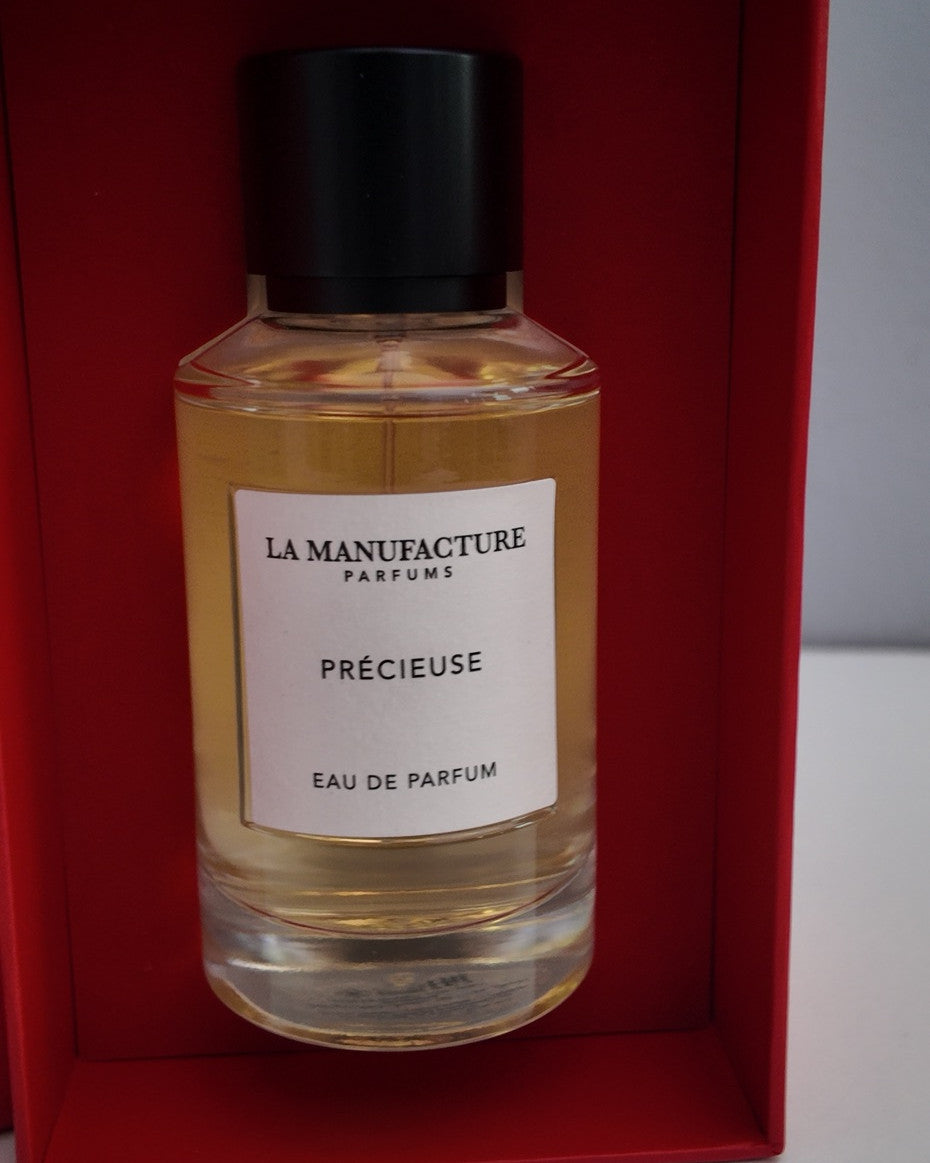 LA MANUFACTURE
PARFUMS
PRÉCIEUSE
EAU DE PARFUM